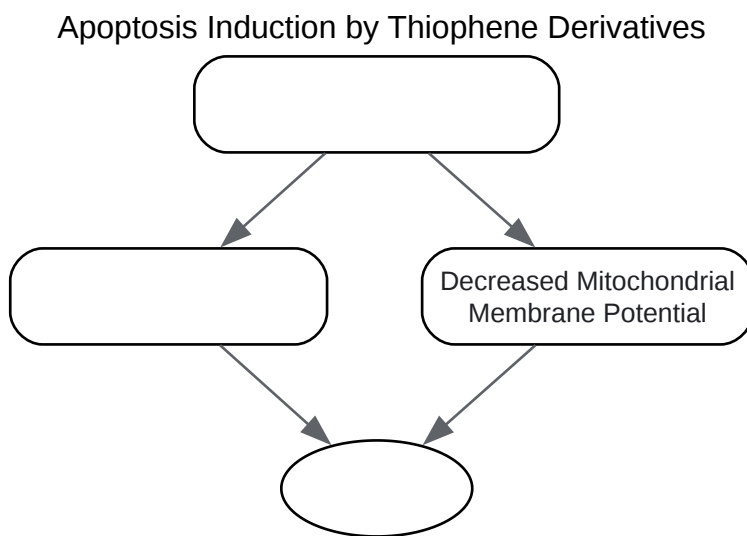 Apoptosis Induction by Thiophene Derivatives
Decreased Mitochondrial
Membrane Potential